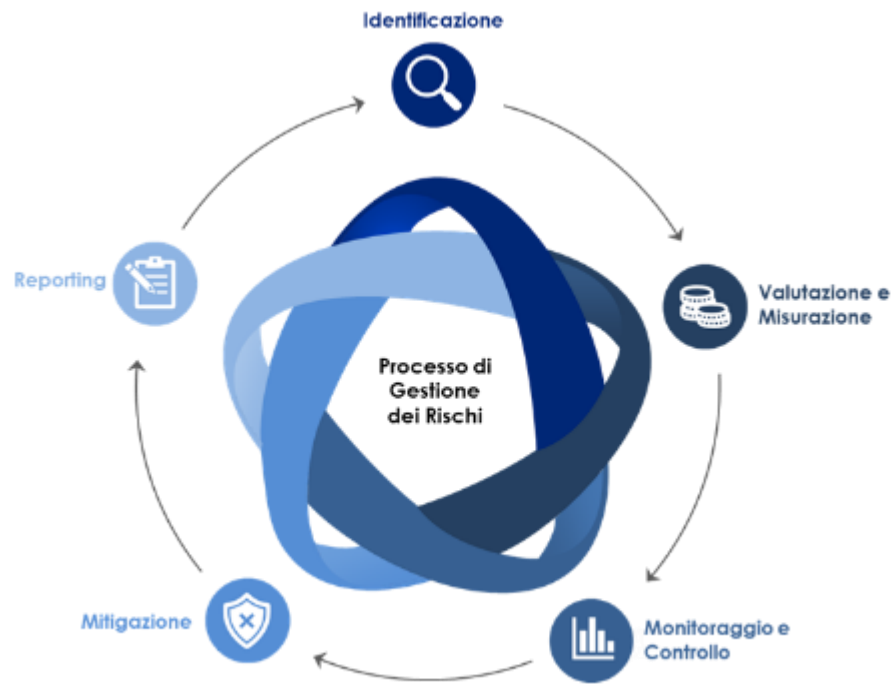 Identificazione
Valutazione e
Misurazione
Monitoraggio e
Controllo
Mitigazione
Reporting
Processo di
Gestione
dei Rischi